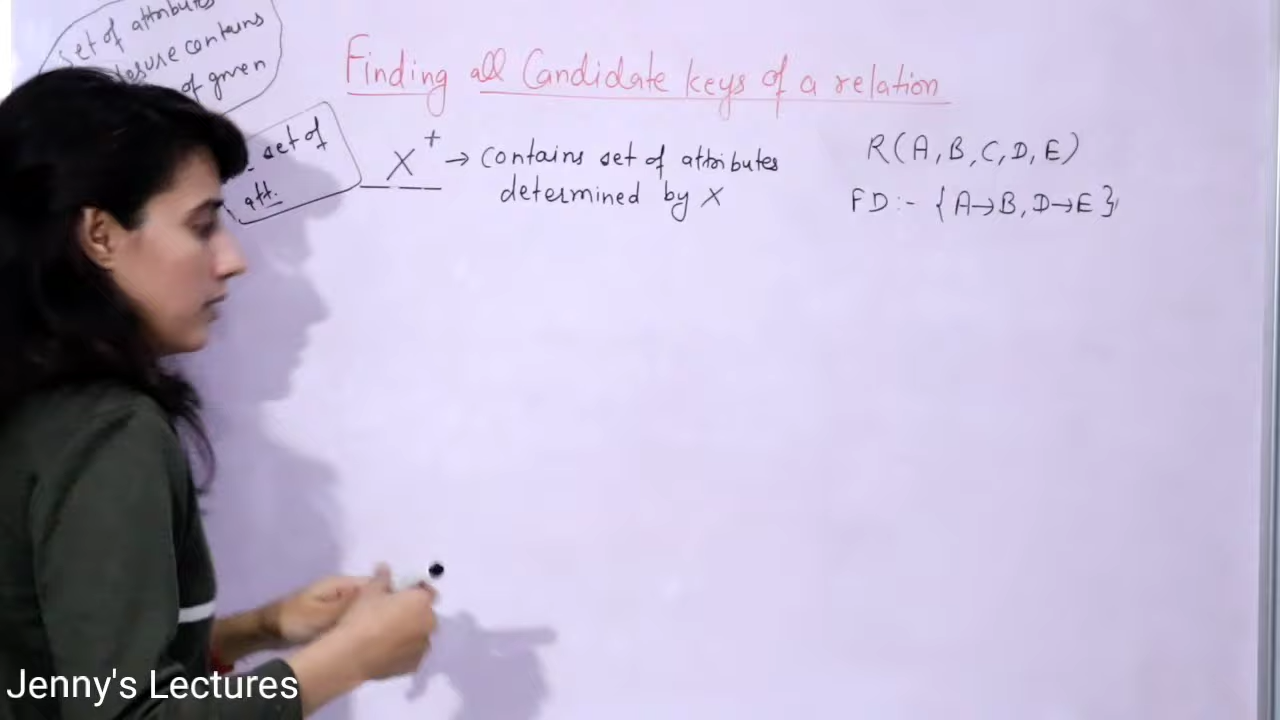 Set of attributes
closure contains
of given
Finding all Candidate keys of a relation
set of
att.
X⁺ → Contains set of attributes
determined by X
R(A, B, C, D, E)
FD:- {A→B, D→E}
Jenny's Lectures